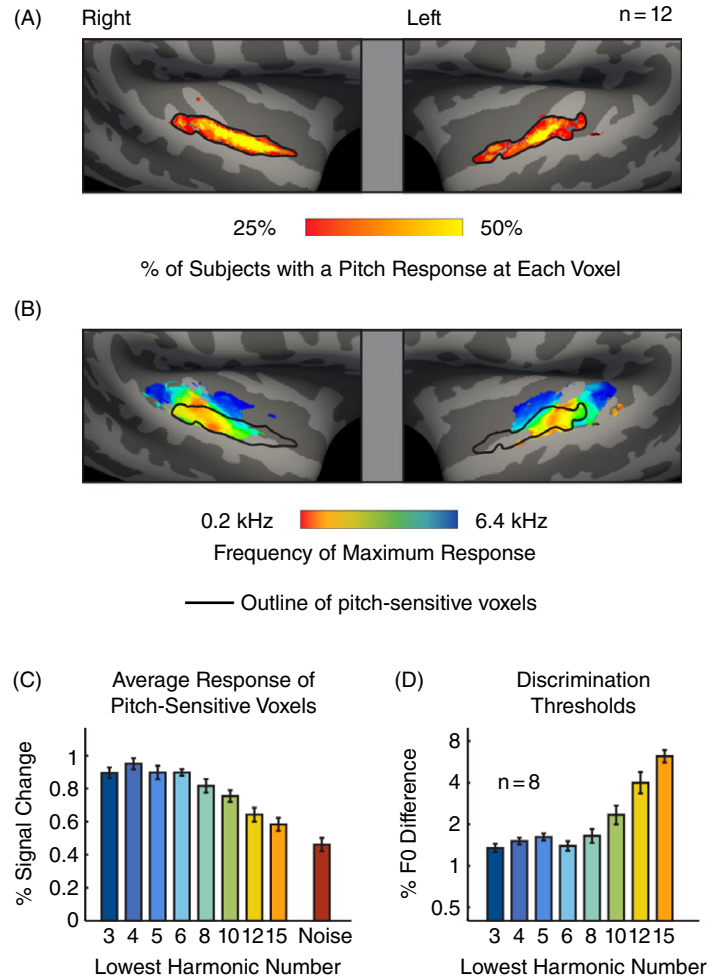 (A)
Right
Left
n=12
25%
50%
% of Subjects with a Pitch Response at Each Voxel
(B)
0.2 kHz
6.4 kHz
Frequency of Maximum Response
Outline of pitch-sensitive voxels
(C)
Average Response of
Pitch-Sensitive Voxels
% Signal Change
1
0.8
0.6
0.4
0.2
0
3 4 5 6 8 10 12 15 Noise
Lowest Harmonic Number
(D)
Discrimination
Thresholds
n=8
% F0 Difference
8
4
2
1
0.5
3 4 5 6 8 10 12 15
Lowest Harmonic Number